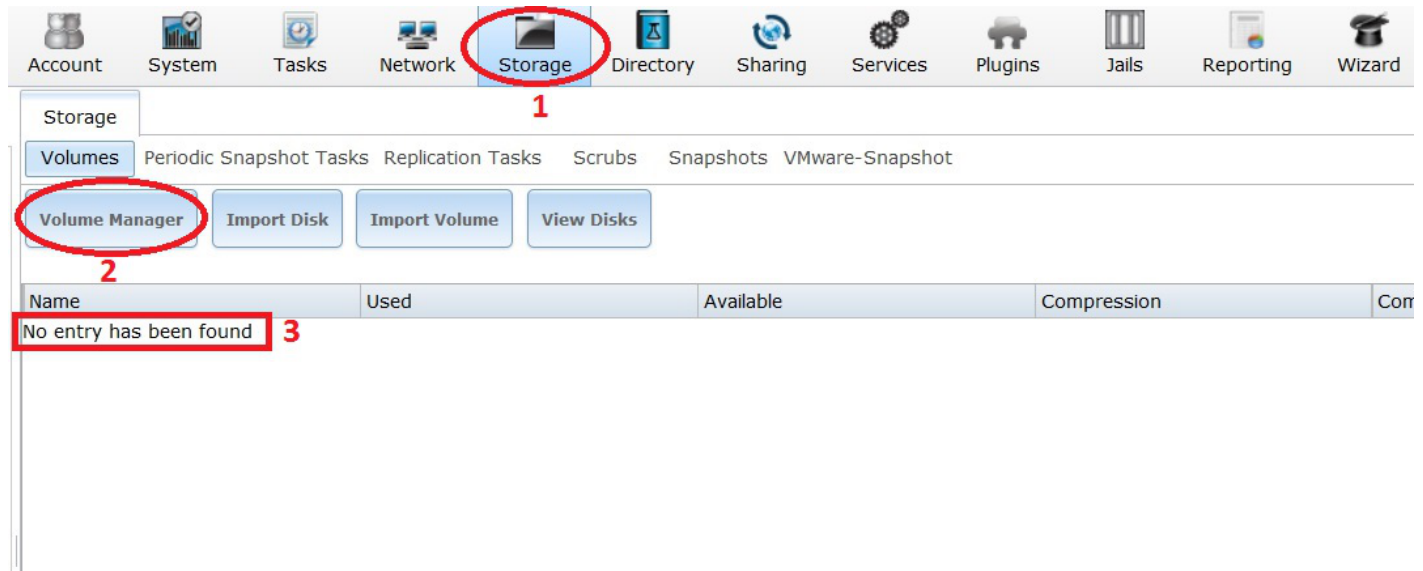 Account System Tasks Network Storage Directory Sharing Services Plugins Jails Reporting Wizard
1
Storage
Volumes Periodic Snapshot Tasks Replication Tasks Scrubs Snapshots VMware-Snapshot
Volume Manager Import Disk Import Volume View Disks
2
Name Used Available Compression Com
No entry has been found 3